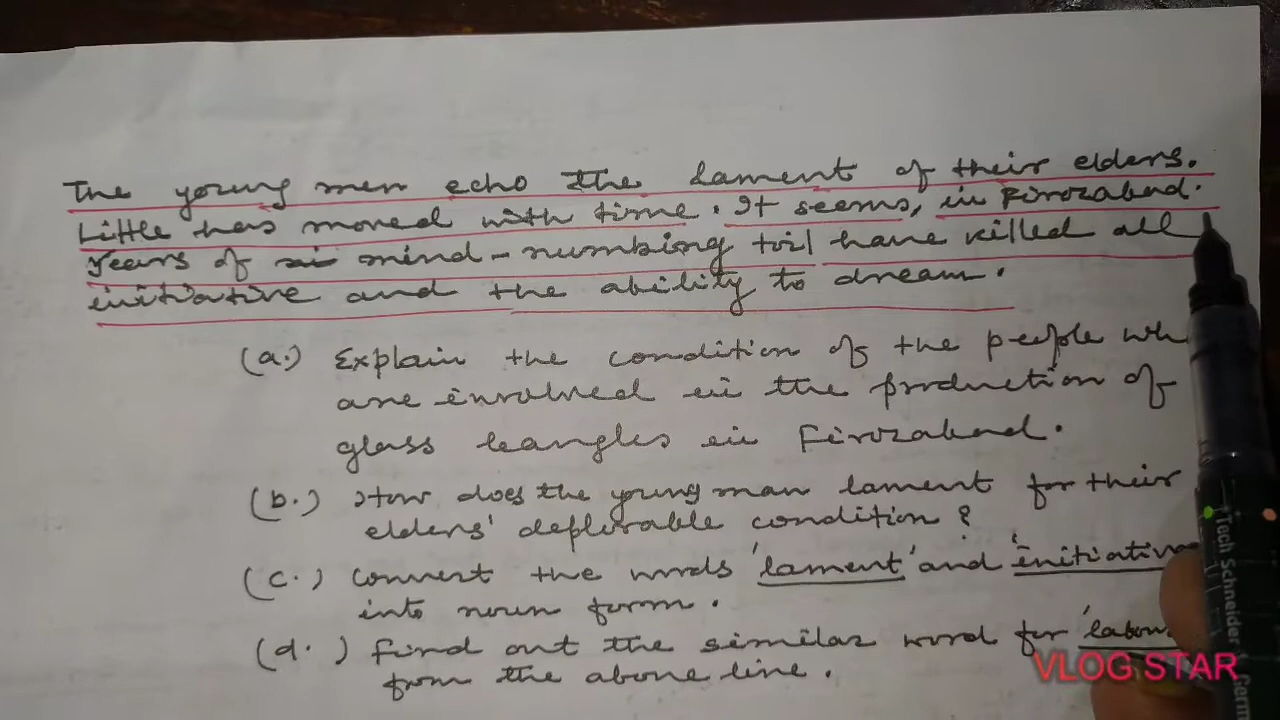 The young men echo the lament of their elders.
Little has moved with time. It seems, in Firozabad.
Years of mind-numbing toil have killed all
initiative and the ability to dream.
(a.) Explain the condition of the people
are involved in the production of
glass bangles in Firozabad.
(b.) How does the young man lament for their
elders' deplorable condition?
(c.) Convert the words 'lament' and
into noun form.
(d.) Find out the similar word for
from the above line.
VLOG STAR
Tech Schneider